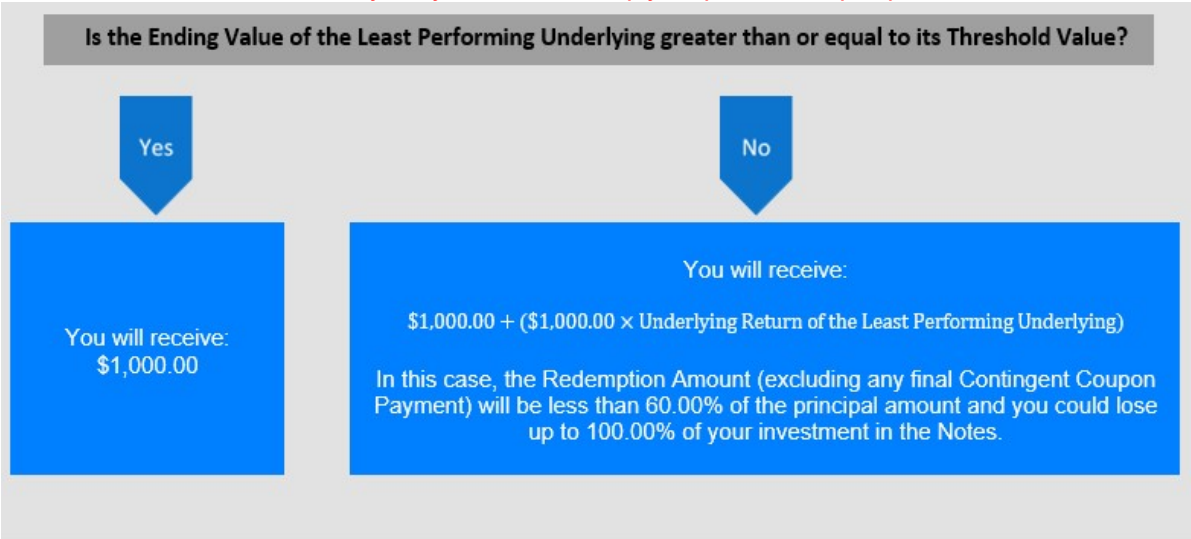 Is the Ending Value of the Least Performing Underlying greater than or equal to its Threshold Value?
Yes
No
You will receive:
$1,000.00
You will receive:
$1,000.00 + ($1,000.00 × Underlying Return of the Least Performing Underlying)
In this case, the Redemption Amount (excluding any final Contingent Coupon
Payment) will be less than 60.00% of the principal amount and you could lose
up to 100.00% of your investment in the Notes.